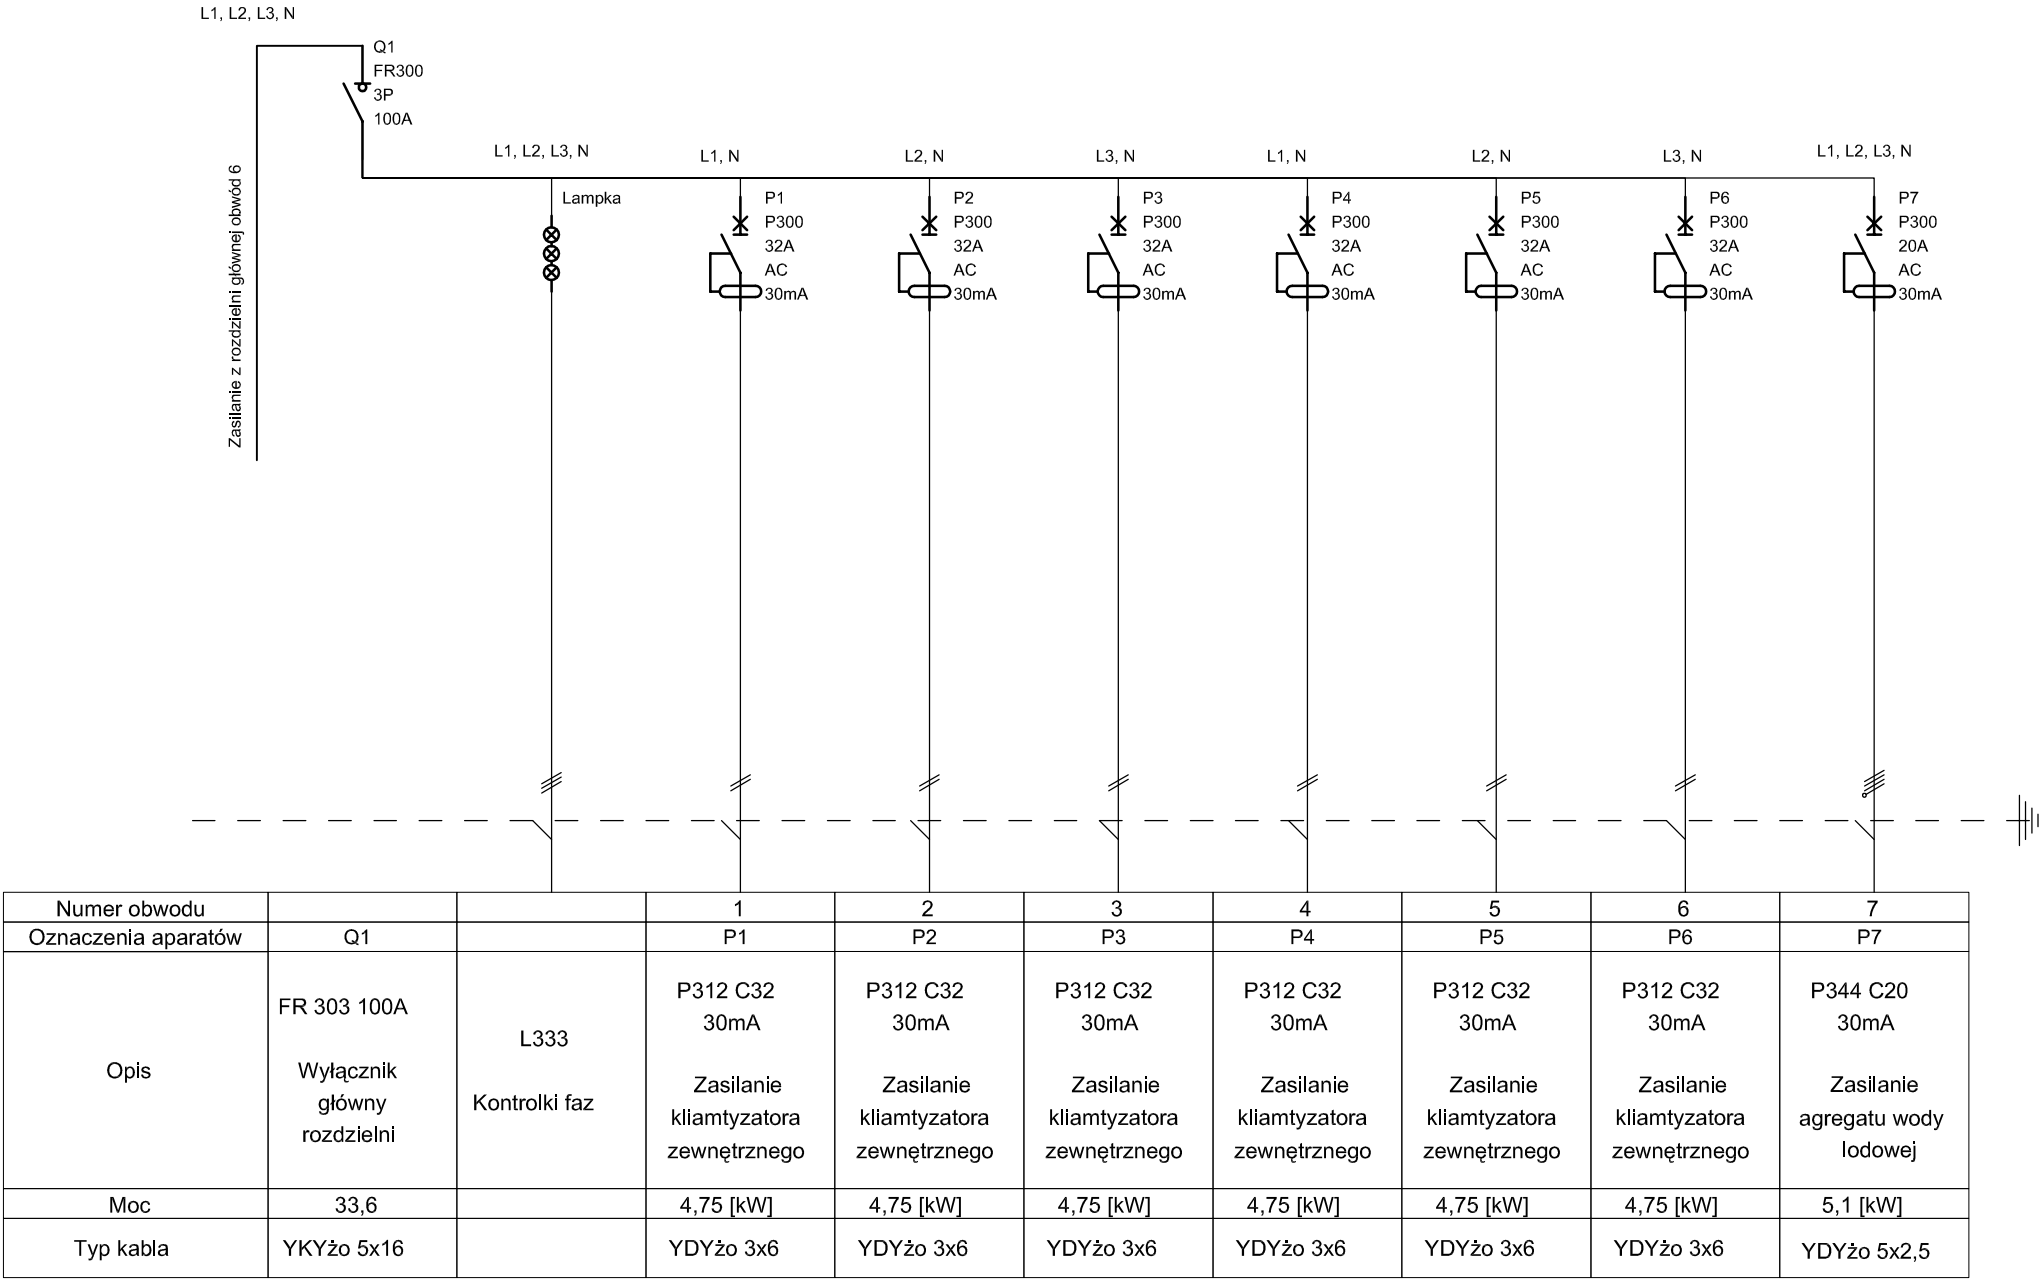 L1, L2, L3, N
Q1
FR300
3P
100A
Zasilanie z rozdzielni głównej obwód 6
L1, L2, L3, N
L1, N
L2, N
L3, N
L1, N
L2, N
L3, N
L1, L2, L3, N
Lampka
P1
P300
32A
AC
30mA
P2
P300
32A
AC
30mA
P3
P300
32A
AC
30mA
P4
P300
32A
AC
30mA
P5
P300
32A
AC
30mA
P6
P300
32A
AC
30mA
P7
P300
20A
AC
30mA
Numer obwodu
1
2
3
4
5
6
7
Oznaczenia aparatów
Q1
P1
P2
P3
P4
P5
P6
P7
Opis
FR 303 100A
Wyłącznik
główny
rozdzielni
L333
Kontrolki faz
P312 C32
30mA
Zasilanie
kliamtyzatora
zewnętrznego
P312 C32
30mA
Zasilanie
kliamtyzatora
zewnętrznego
P312 C32
30mA
Zasilanie
kliamtyzatora
zewnętrznego
P312 C32
30mA
Zasilanie
kliamtyzatora
zewnętrznego
P312 C32
30mA
Zasilanie
kliamtyzatora
zewnętrznego
P312 C32
30mA
Zasilanie
kliamtyzatora
zewnętrznego
P344 C20
30mA
Zasilanie
agregatu wody
lodowej
Moc
33,6
4,75 [kW]
4,75 [kW]
4,75 [kW]
4,75 [kW]
4,75 [kW]
4,75 [kW]
5,1 [kW]
Typ kabla
YKYżo 5x16
YDYżo 3x6
YDYżo 3x6
YDYżo 3x6
YDYżo 3x6
YDYżo 3x6
YDYżo 3x6
YDYżo 5x2,5